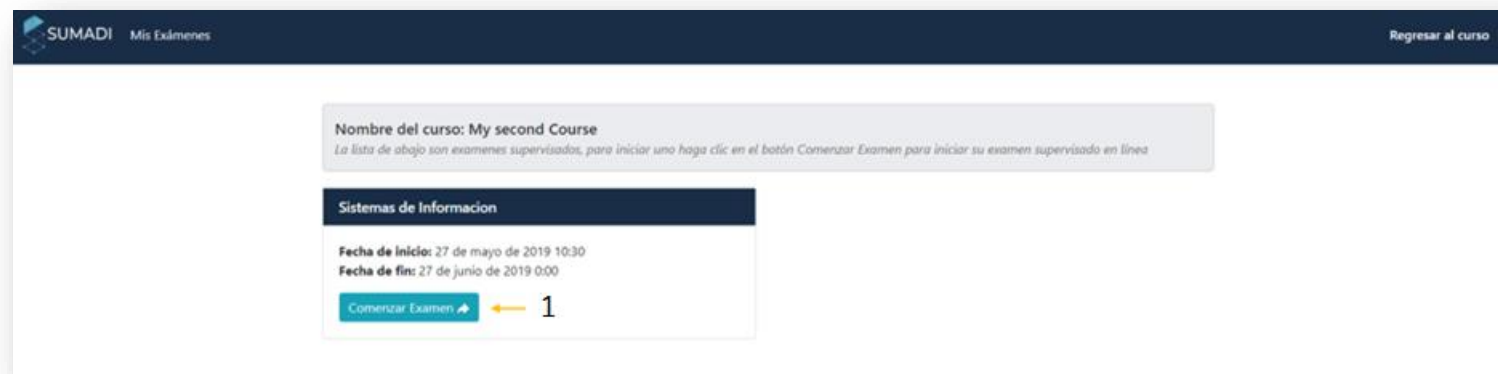 SUMADI Mis Exámenes Regresar al curso
Nombre del curso: My second Course
La lista de abajo son examenes supervisados, para iniciar uno haga clic en el botón Comenzar Examen para iniciar su examen supervisado en línea
Sistemas de Informacion
Fecha de inicio: 27 de mayo de 2019 10:30
Fecha de fin: 27 de junio de 2019 0:00
Comenzar Examen 1